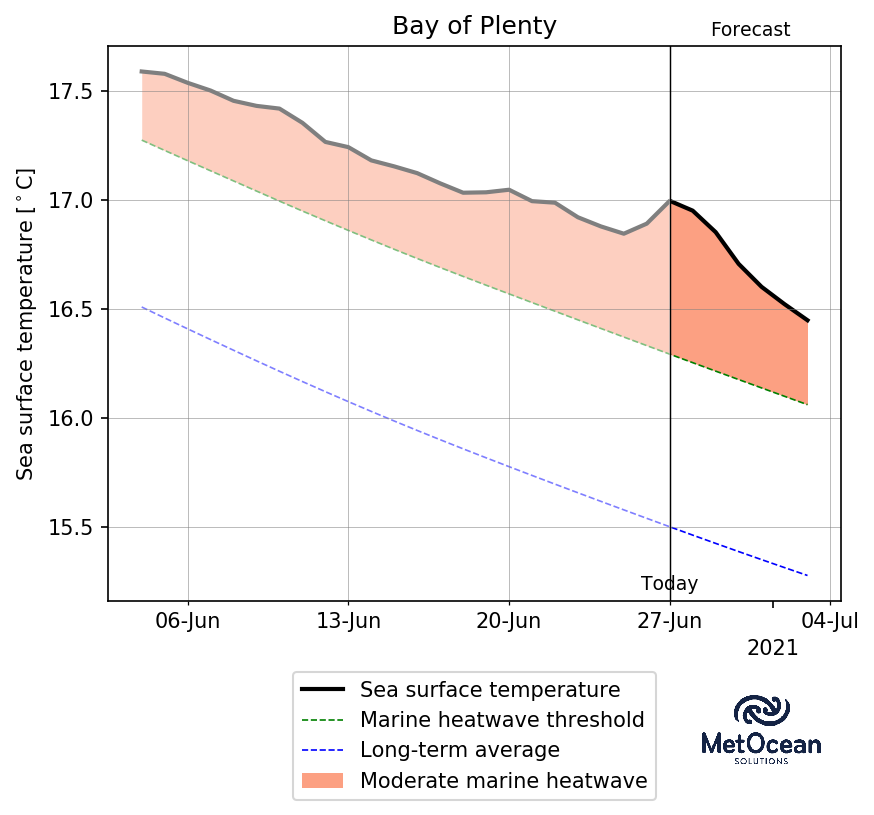 Bay of Plenty
Forecast
Sea surface temperature [°C]
17.5
17.0
16.5
16.0
15.5
Today
06-Jun
13-Jun
20-Jun
27-Jun
04-Jul
2021
Sea surface temperature
Marine heatwave threshold
Long-term average
Moderate marine heatwave
MetOcean
SOLUTIONS